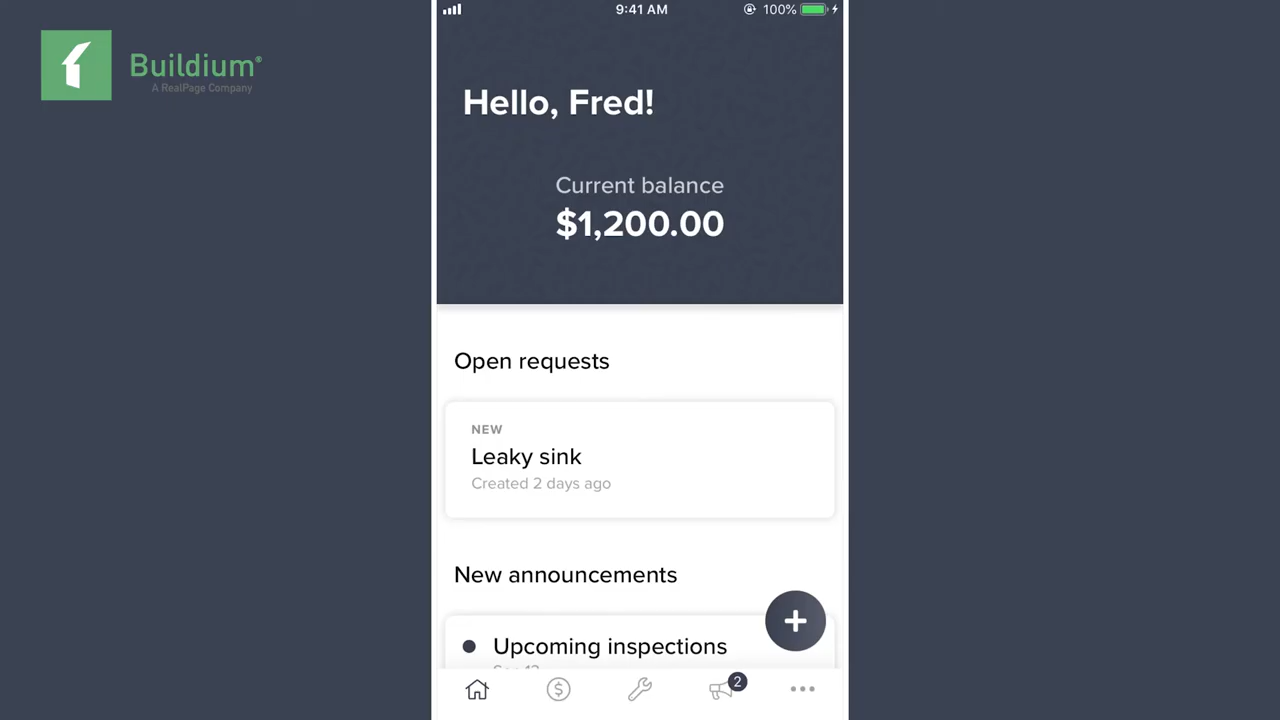 Buildium®
A RealPage Company
9:41 AM
100%
Hello, Fred!
Current balance
$1,200.00
Open requests
NEW
Leaky sink
Created 2 days ago
New announcements
Upcoming inspections
2